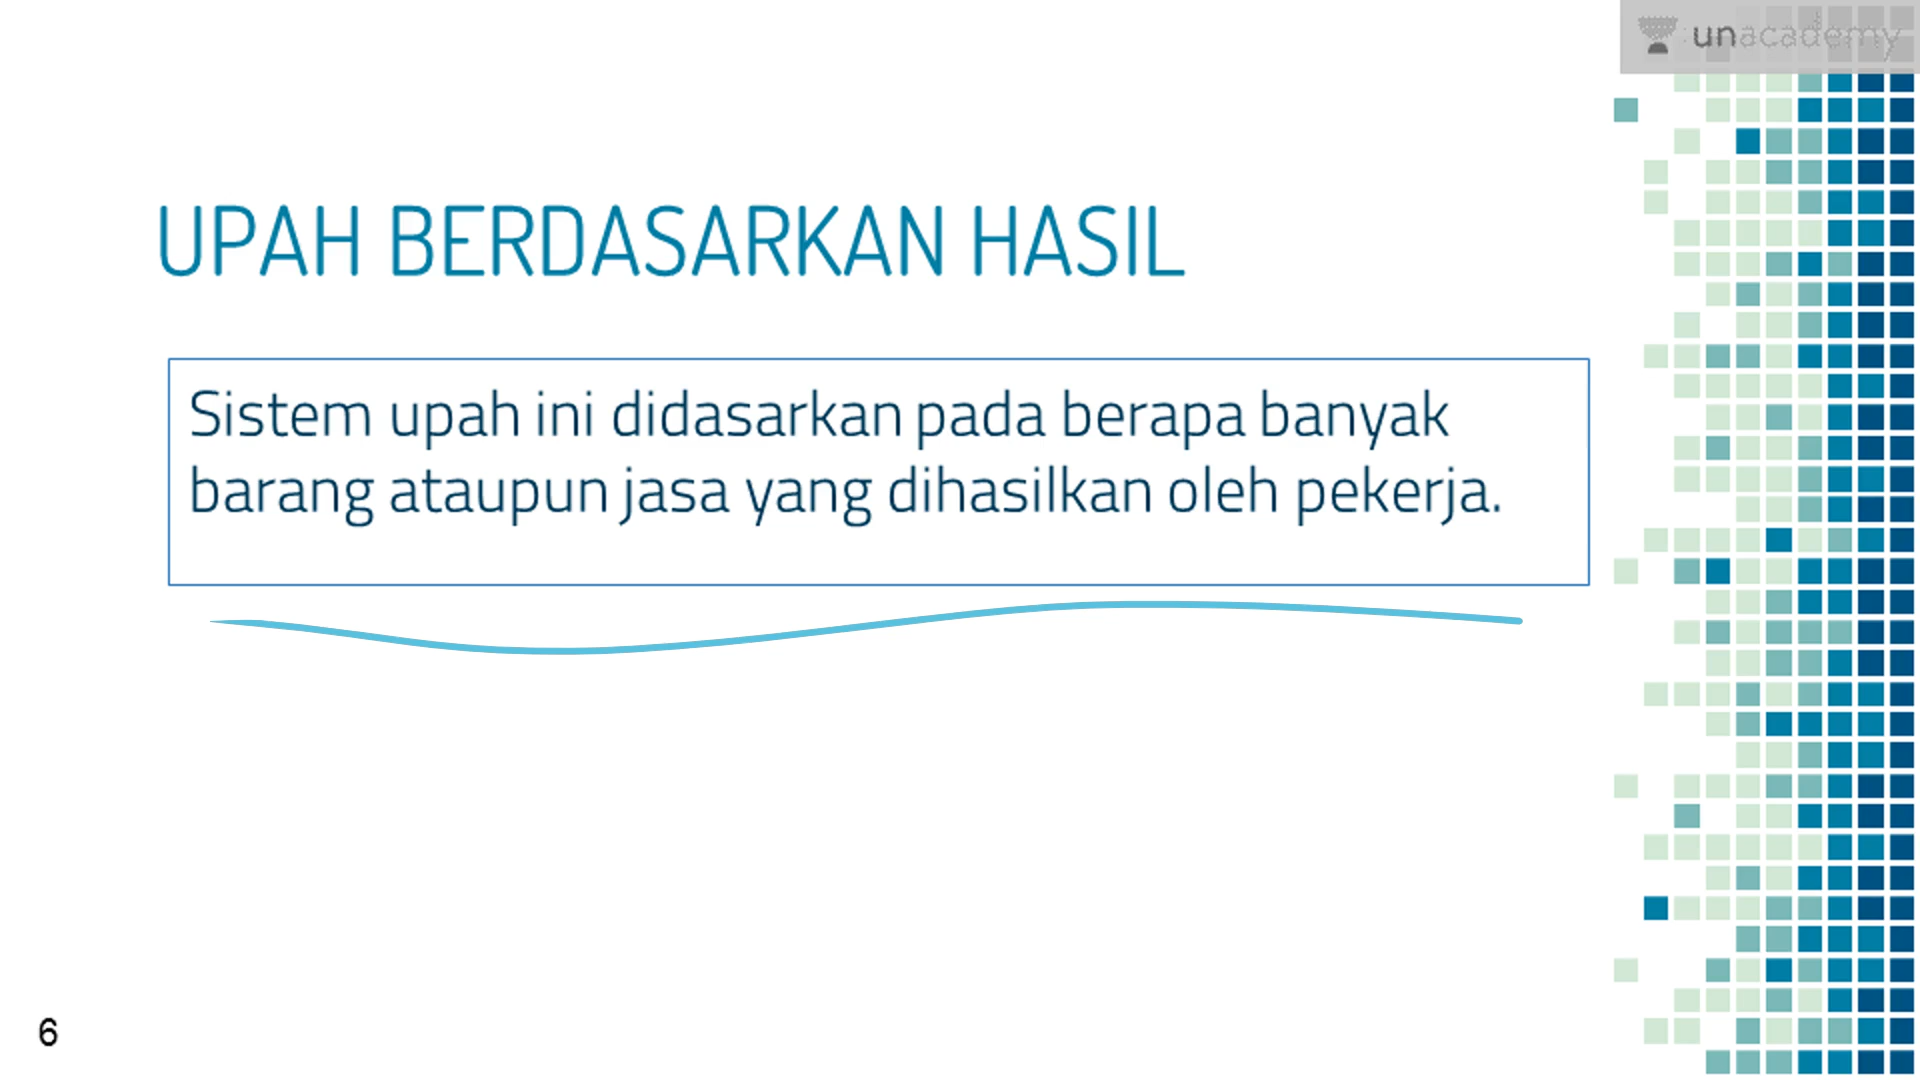 unacademy
UPAH BERDASARKAN HASIL
Sistem upah ini didasarkan pada berapa banyak
barang ataupun jasa yang dihasilkan oleh pekerja.
6